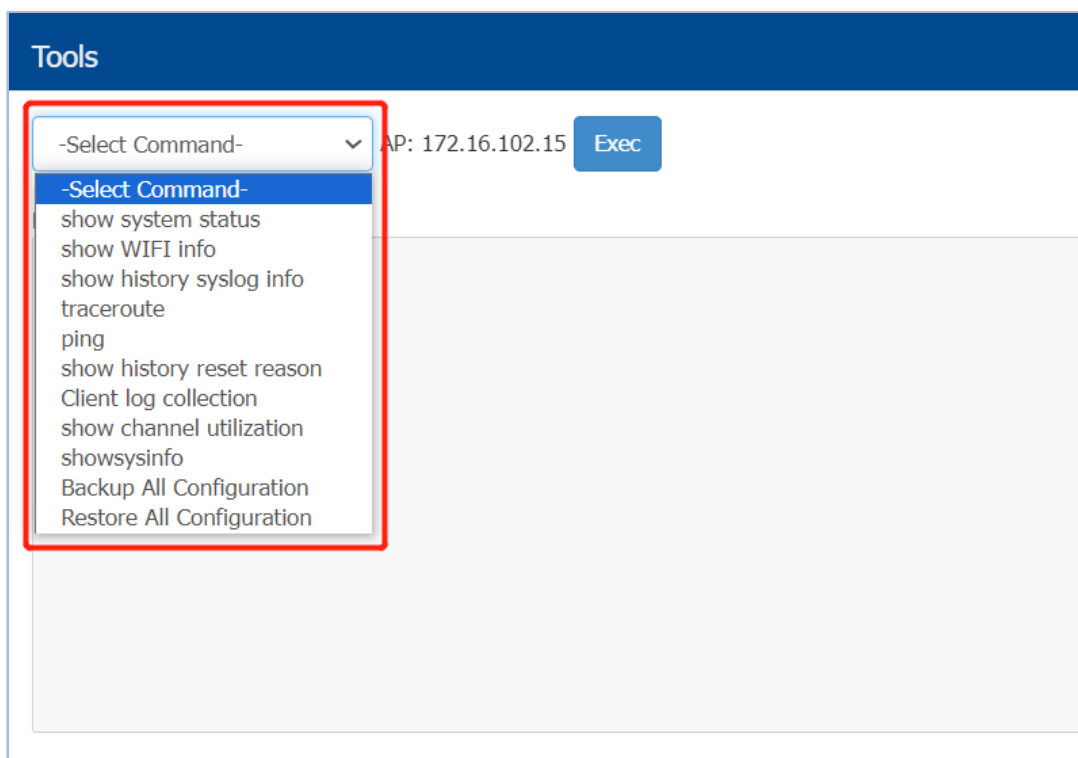 Tools
-Select Command- AP: 172.16.102.15 Exec
-Select Command-
show system status
show WIFI info
show history syslog info
traceroute
ping
show history reset reason
Client log collection
show channel utilization
showsysinfo
Backup All Configuration
Restore All Configuration